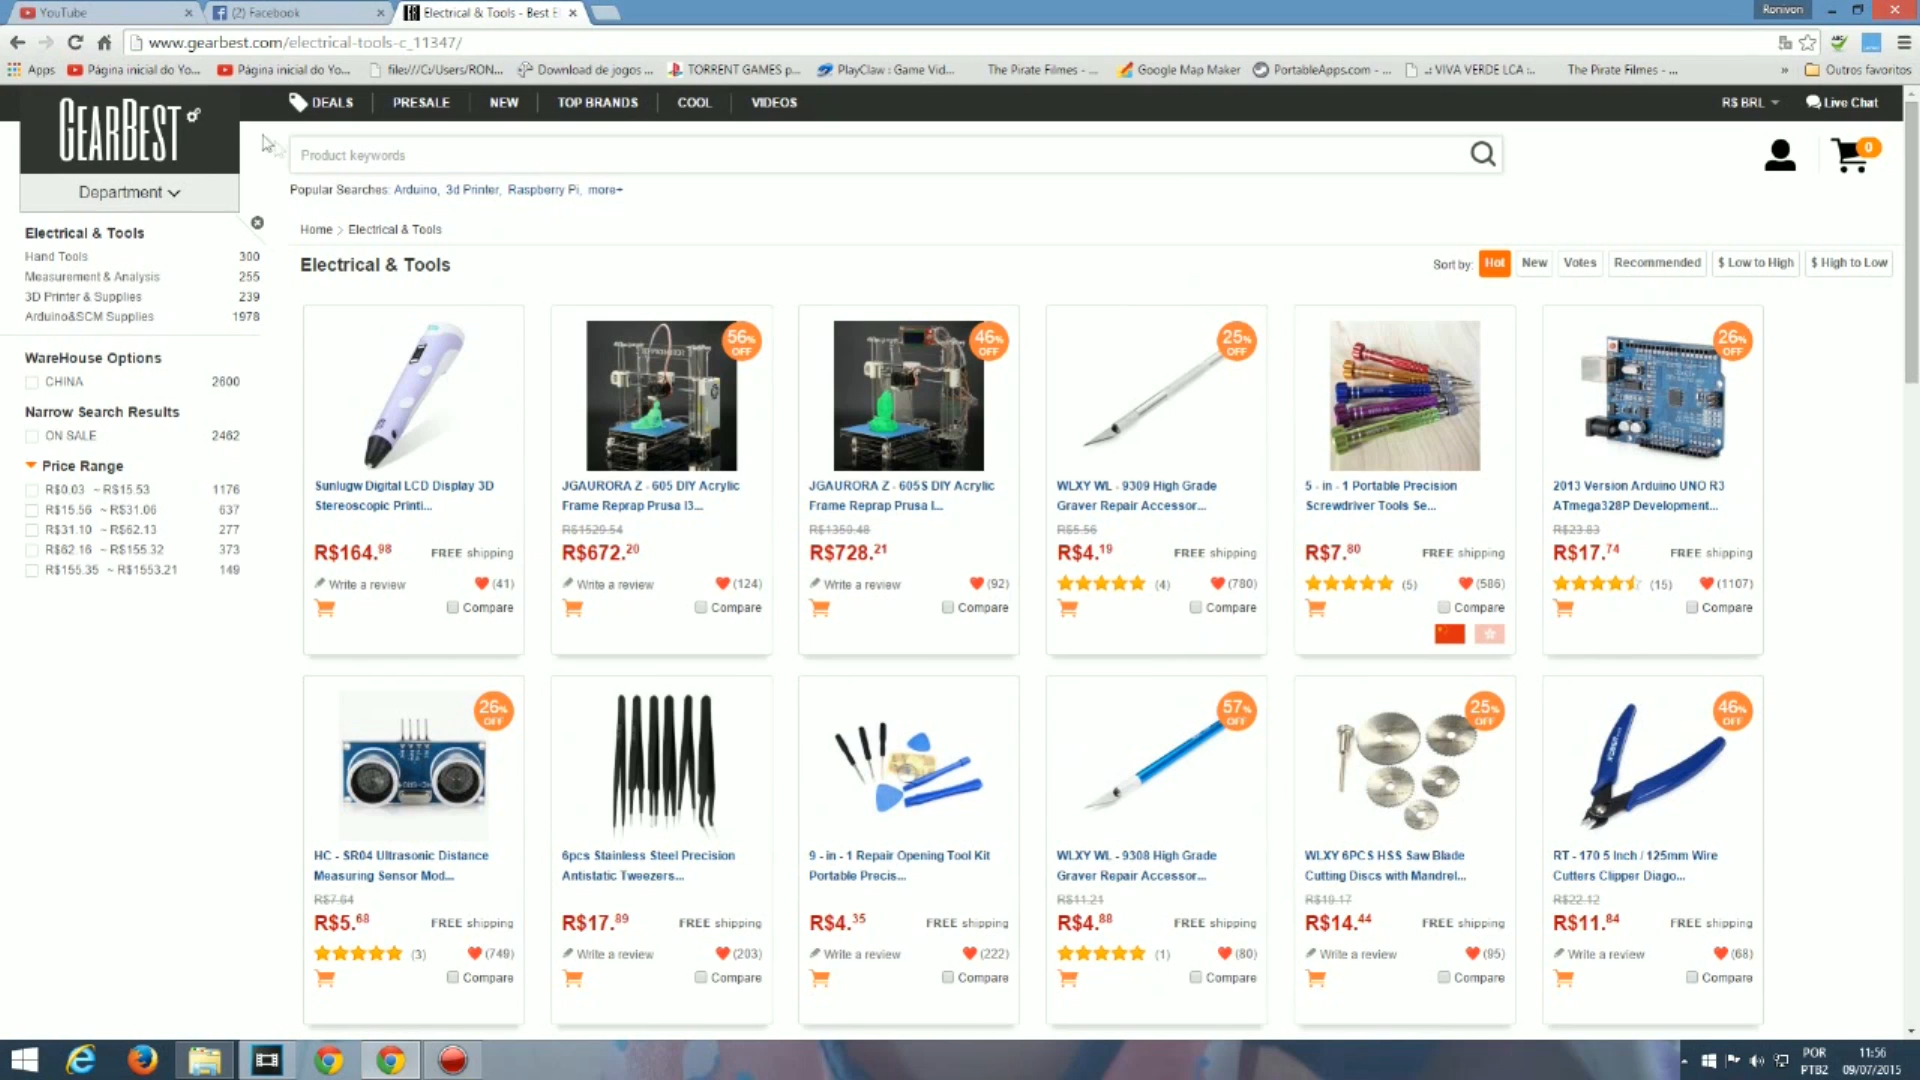 YouTube
(2) Facebook
Electrical & Tools - Best El
Ronivon
www.gearbest.com/electrical-tools-c_11347/
Apps
Página inicial do Yo...
Página inicial do Yo...
file:///C:/Users/RON...
Download de jogos ...
TORRENT GAMES p...
PlayClaw : Game Vid...
The Pirate Filmes - ...
Google Map Maker
PortableApps.com - ...
..: VIVA VERDE LCA :..
The Pirate Filmes - ...
»
Outros favoritos
GEARBEST
DEALS
PRESALE
NEW
TOP BRANDS
COOL
VIDEOS
R$ BRL
Live Chat
Product keywords
0
Department
Popular Searches: Arduino, 3d Printer, Raspberry Pi, more+
Home > Electrical & Tools
Electrical & Tools
Hand Tools 300
Measurement & Analysis 255
3D Printer & Supplies 239
Arduino&SCM Supplies 1978
WareHouse Options
CHINA 2600
Narrow Search Results
ON SALE 2462
Price Range
R$0.03 ~ R$15.53 1176
R$15.56 ~ R$31.06 637
R$31.10 ~ R$62.13 277
R$62.16 ~ R$155.32 373
R$155.35 ~ R$1553.21 149
Electrical & Tools
Sort by: Hot New Votes Recommended $ Low to High $ High to Low
Sunlugw Digital LCD Display 3D
Stereoscopic Printi...
R$164.98 FREE shipping
Write a review (41)
Compare
56% OFF
JGAURORA Z - 605 DIY Acrylic
Frame Reprap Prusa I3...
R$1529.54
R$672.20 FREE shipping
Write a review (124)
Compare
46% OFF
JGAURORA Z - 605S DIY Acrylic
Frame Reprap Prusa I...
R$1350.48
R$728.21 FREE shipping
Write a review (92)
Compare
25% OFF
WLXY WL - 9309 High Grade
Graver Repair Accessor...
R$5.56
R$4.19 FREE shipping
(4) (780)
Compare
5 - in - 1 Portable Precision
Screwdriver Tools Se...
R$7.80 FREE shipping
(5) (586)
Compare
26% OFF
2013 Version Arduino UNO R3
ATmega328P Development...
R$23.83
R$17.74 FREE shipping
(15) (1107)
Compare
26% OFF
HC - SR04 Ultrasonic Distance
Measuring Sensor Mod...
R$7.64
R$5.68 FREE shipping
(3) (749)
Compare
6pcs Stainless Steel Precision
Antistatic Tweezers...
R$17.89 FREE shipping
Write a review (203)
Compare
9 - in - 1 Repair Opening Tool Kit
Portable Precis...
R$4.35 FREE shipping
Write a review (222)
Compare
57% OFF
WLXY WL - 9308 High Grade
Graver Repair Accessor...
R$11.21
R$4.88 FREE shipping
(1) (80)
Compare
25% OFF
WLXY 6PCS HSS Saw Blade
Cutting Discs with Mandrel...
R$19.17
R$14.44 FREE shipping
Write a review (95)
Compare
46% OFF
RT - 170 5 Inch / 125mm Wire
Cutters Clipper Diago...
R$22.12
R$11.84 FREE shipping
Write a review (68)
Compare
POR
PTB2
11:56
09/07/2015